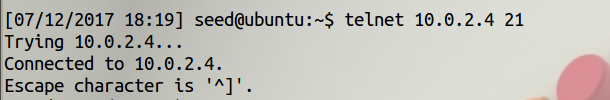 [07/12/2017 18:19] seed@ubuntu:~$ telnet 10.0.2.4 21
Trying 10.0.2.4...
Connected to 10.0.2.4.
Escape character is '^]'.